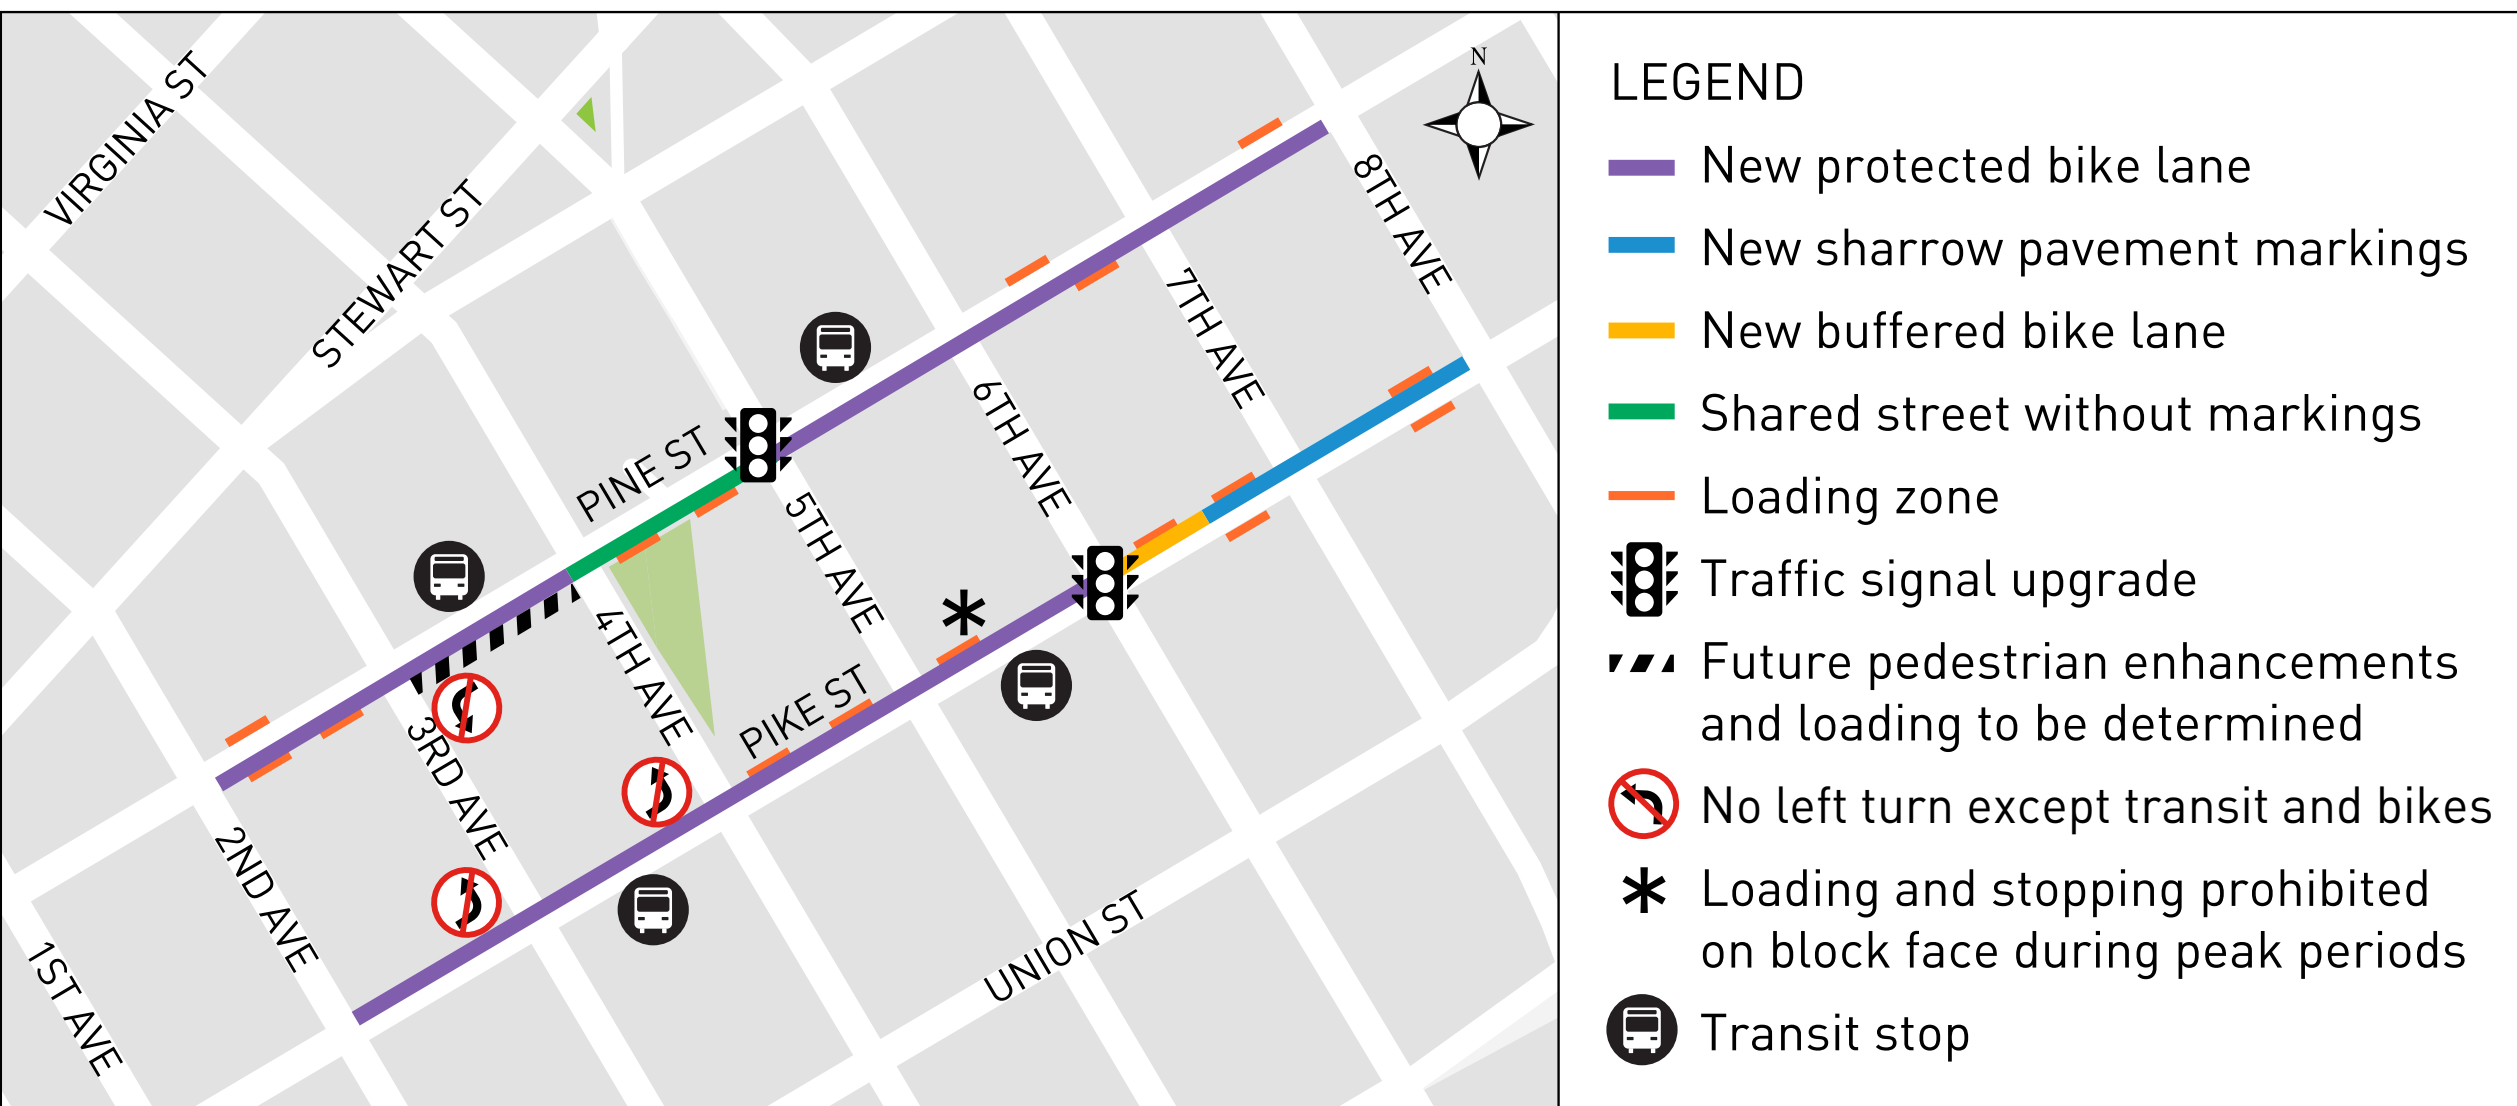 VIRGINIA ST
STEWART ST
N
8TH AVE
7TH AVE
6TH AVE
PINE ST
5TH AVE
4TH AVE
PIKE ST
3RD AVE
2ND AVE
UNION ST
1ST AVE
LEGEND
New protected bike lane
New sharrow pavement markings
New buffered bike lane
Shared street without markings
Loading zone
Traffic signal upgrade
Future pedestrian enhancements
and loading to be determined
No left turn except transit and bikes
Loading and stopping prohibited
on block face during peak periods
Transit stop